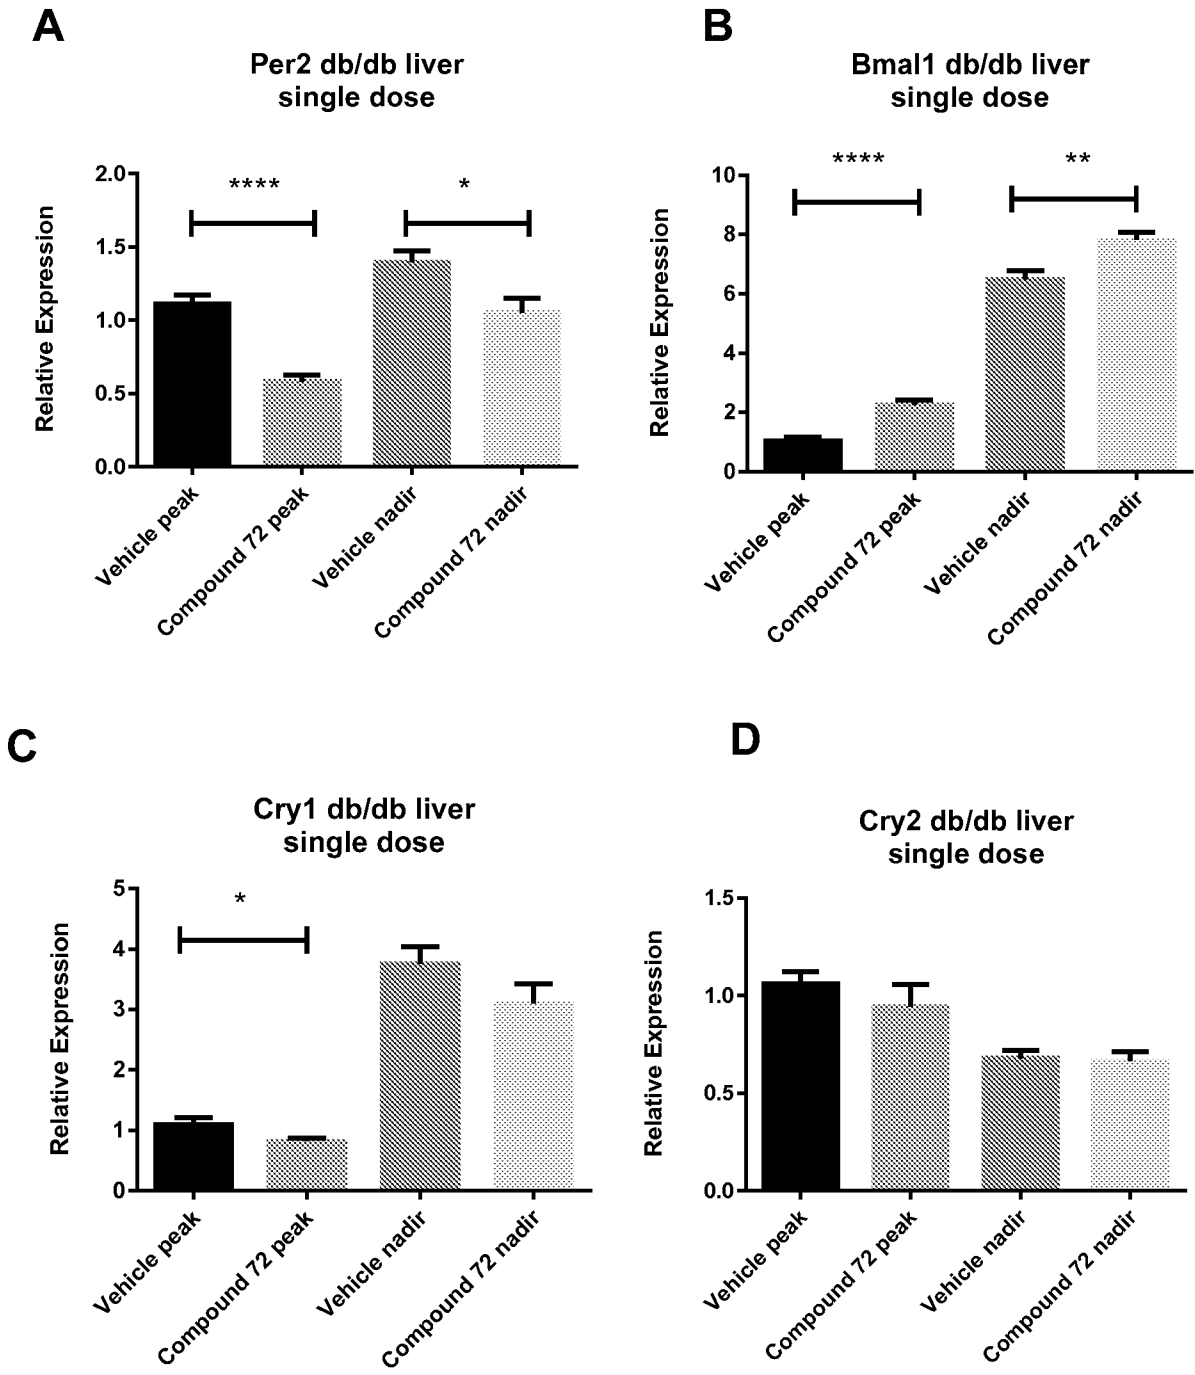 A
Per2 db/db liver
single dose
Relative Expression
2.0
1.5
1.0
0.5
0.0
****
*
Vehicle peak
Compound 72 peak
Vehicle nadir
Compound 72 nadir
B
Bmal1 db/db liver
single dose
Relative Expression
10
8
6
4
2
0
****
**
Vehicle peak
Compound 72 peak
Vehicle nadir
Compound 72 nadir
C
Cry1 db/db liver
single dose
Relative Expression
5
4
3
2
1
0
*
Vehicle peak
Compound 72 peak
Vehicle nadir
Compound 72 nadir
D
Cry2 db/db liver
single dose
Relative Expression
1.5
1.0
0.5
0.0
Vehicle peak
Compound 72 peak
Vehicle nadir
Compound 72 nadir